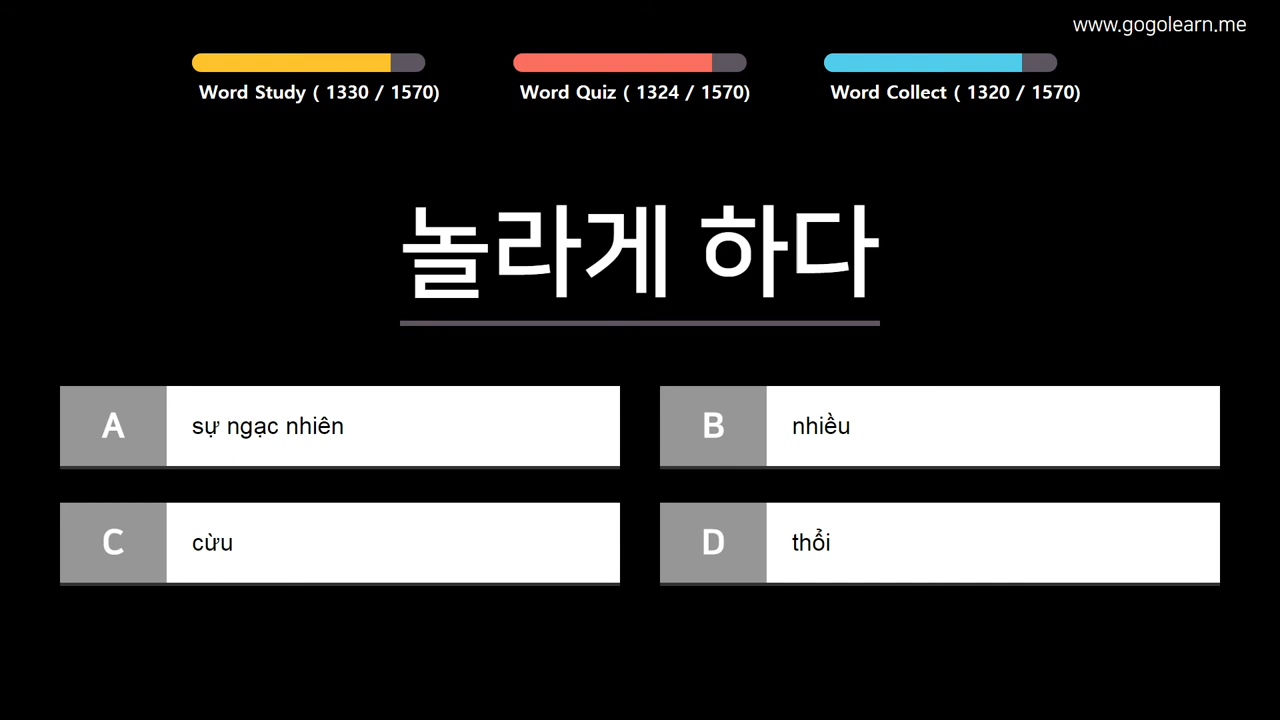 www.gogolearn.me
Word Study ( 1330 / 1570)
Word Quiz ( 1324 / 1570)
Word Collect ( 1320 / 1570)
놀라게 하다
A
sự ngạc nhiên
B
nhiều
C
cừu
D
thổi